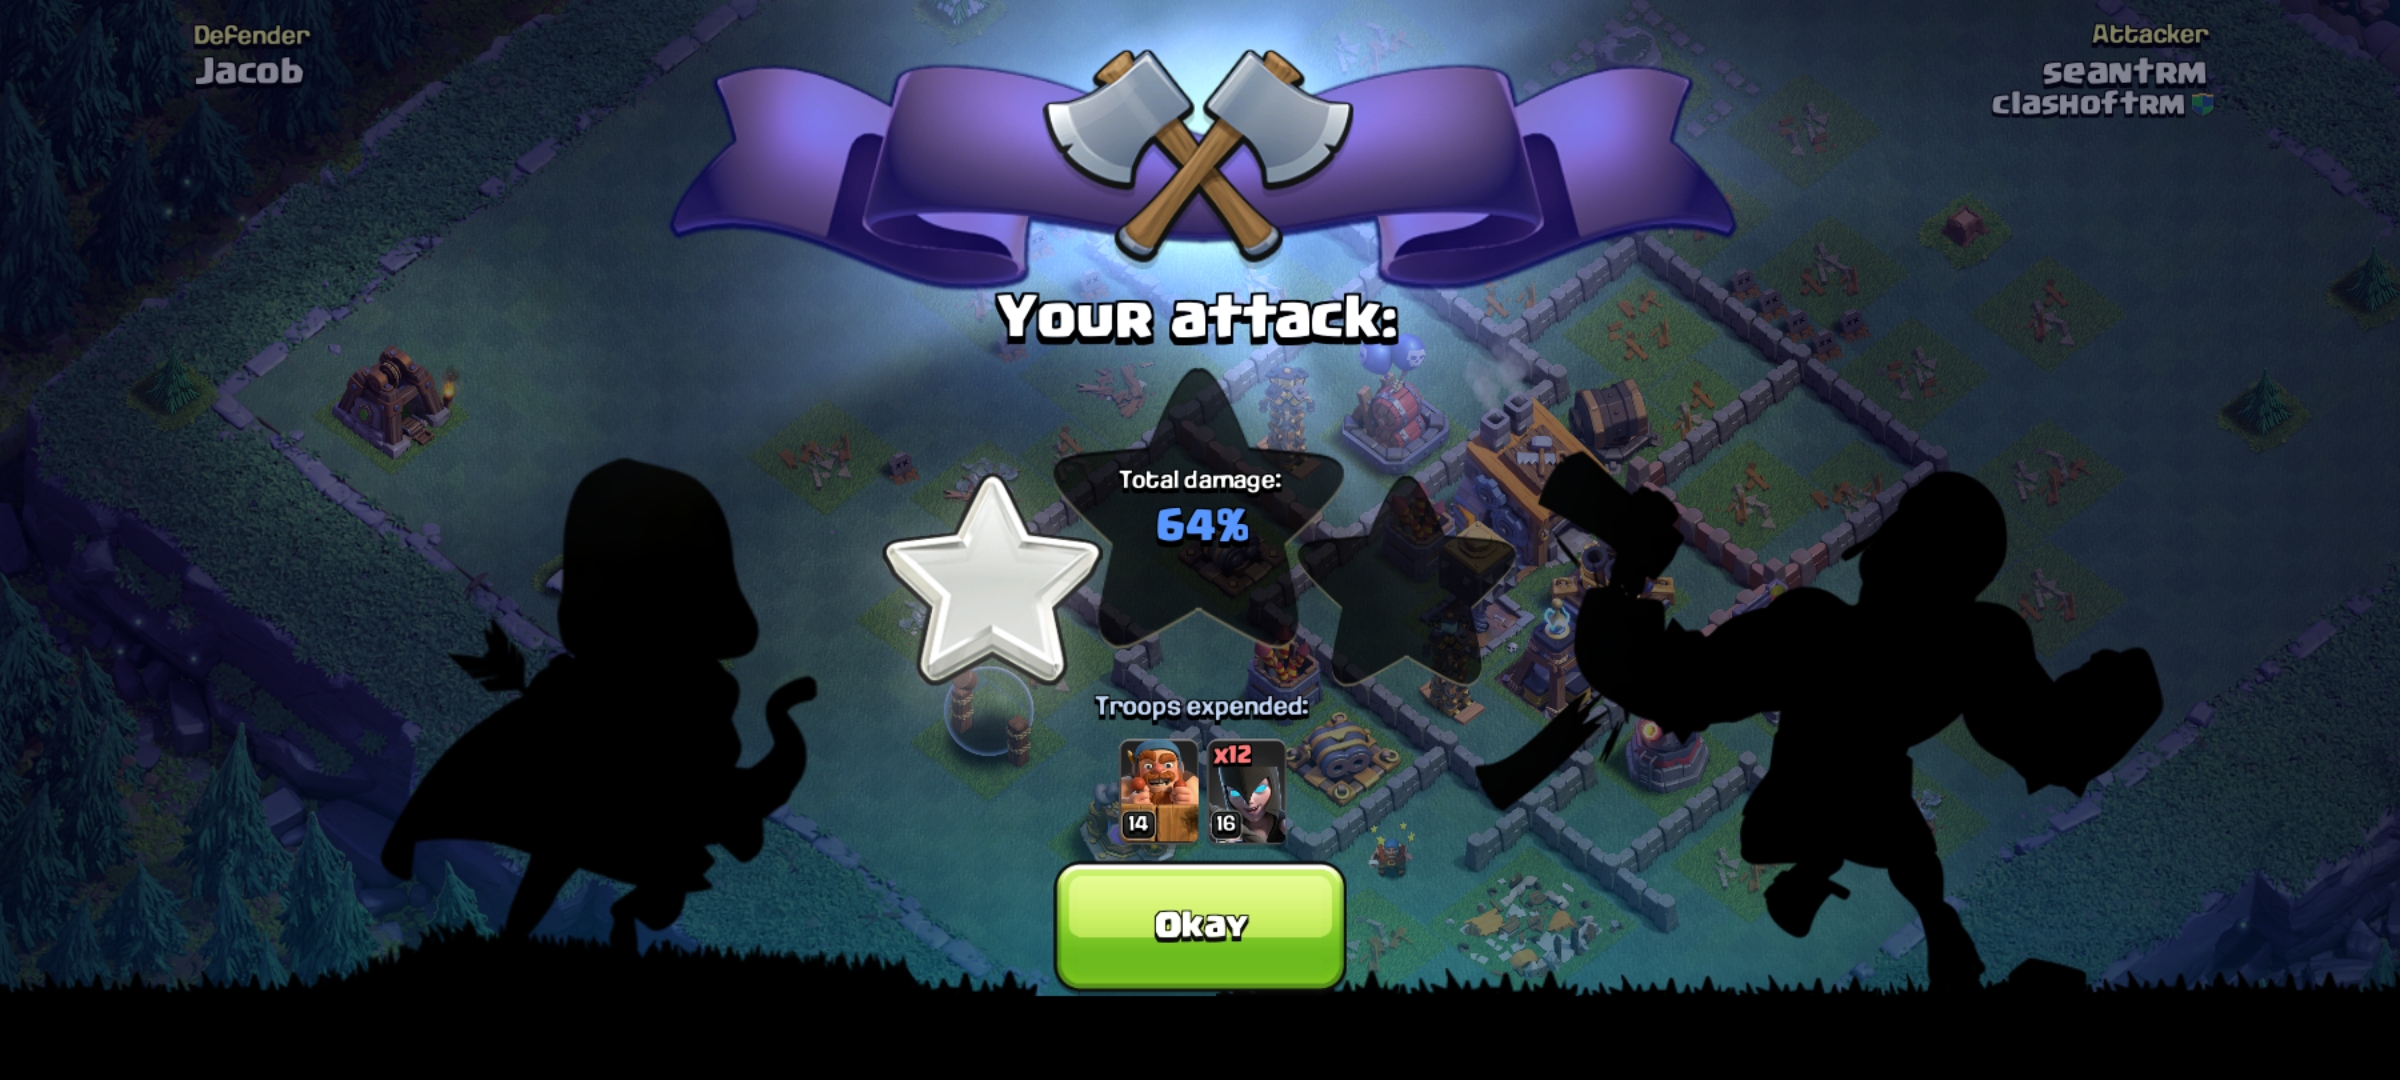 Defender
Jacob
Attacker
seantRM
clashoftRM
Your attack:
Total damage:
64%
Troops expended:
x12
14
16
Okay